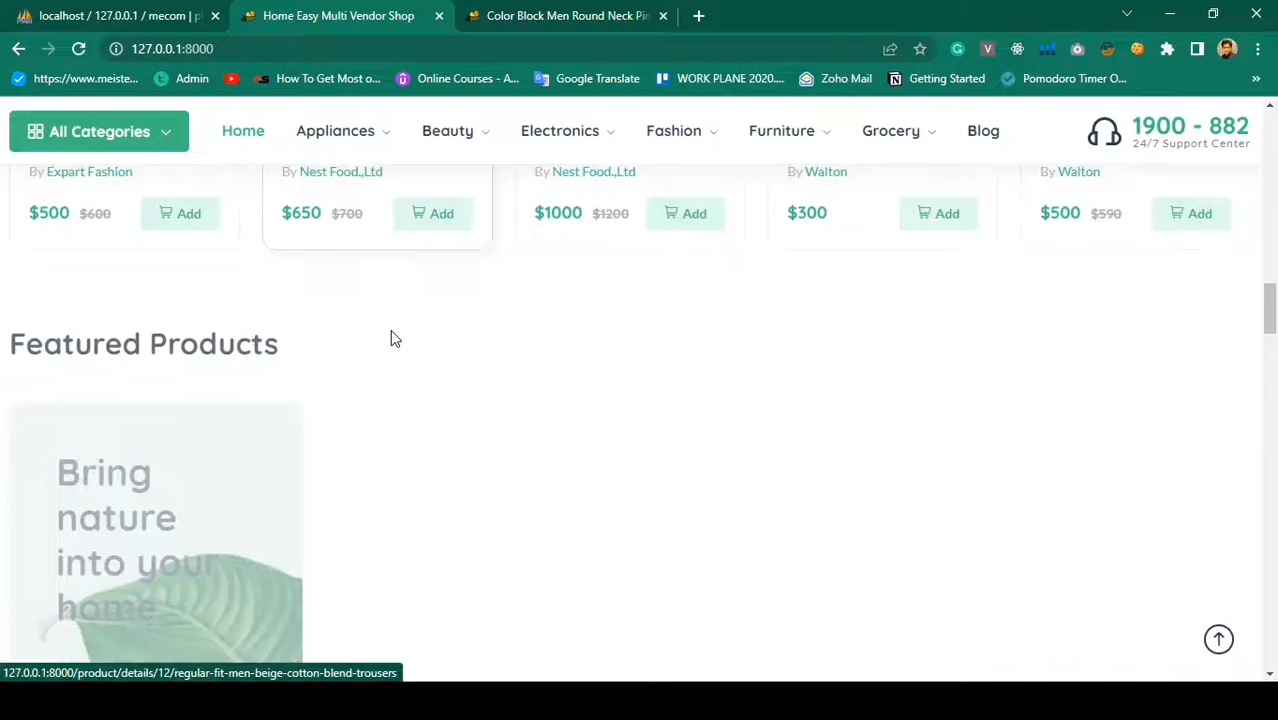 localhost / 127.0.0.1 / mecom | p
Home Easy Multi Vendor Shop
Color Block Men Round Neck Pin
127.0.0.1:8000
https://www.meiste...
Admin
How To Get Most o...
Online Courses - A...
Google Translate
WORK PLANE 2020....
Zoho Mail
Getting Started
Pomodoro Timer O...
All Categories
Home
Appliances
Beauty
Electronics
Fashion
Furniture
Grocery
Blog
1900 - 882
24/7 Support Center
By Expart Fashion
By Nest Food.,Ltd
By Nest Food.,Ltd
By Walton
By Walton
$500 $600 Add
$650 $700 Add
$1000 $1200 Add
$300 Add
$500 $590 Add
Featured Products
Bring
nature
into your
home
127.0.0.1:8000/product/details/12/regular-fit-men-beige-cotton-blend-trousers